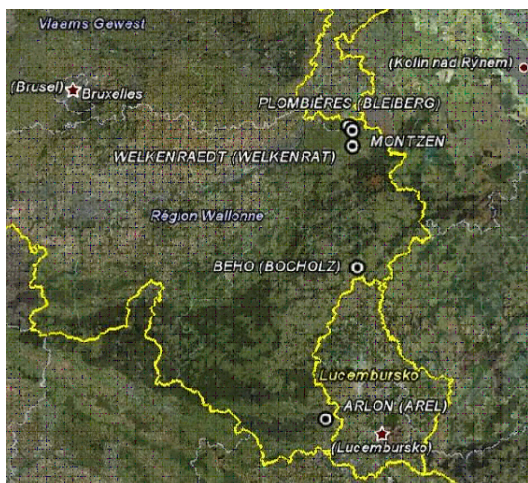 Vlaams Gewest
(Kolín nad Rýnem)
(Brusel)
Bruxelles
PLOMBIÈRES (BLEIBERG)
MONTZEN
WELKENRAEDT (WELKENRAT)
Région Wallonne
BEHO (BOCHOLZ)
Lucembursko
ARLON (AREL)
(Lucembursko)